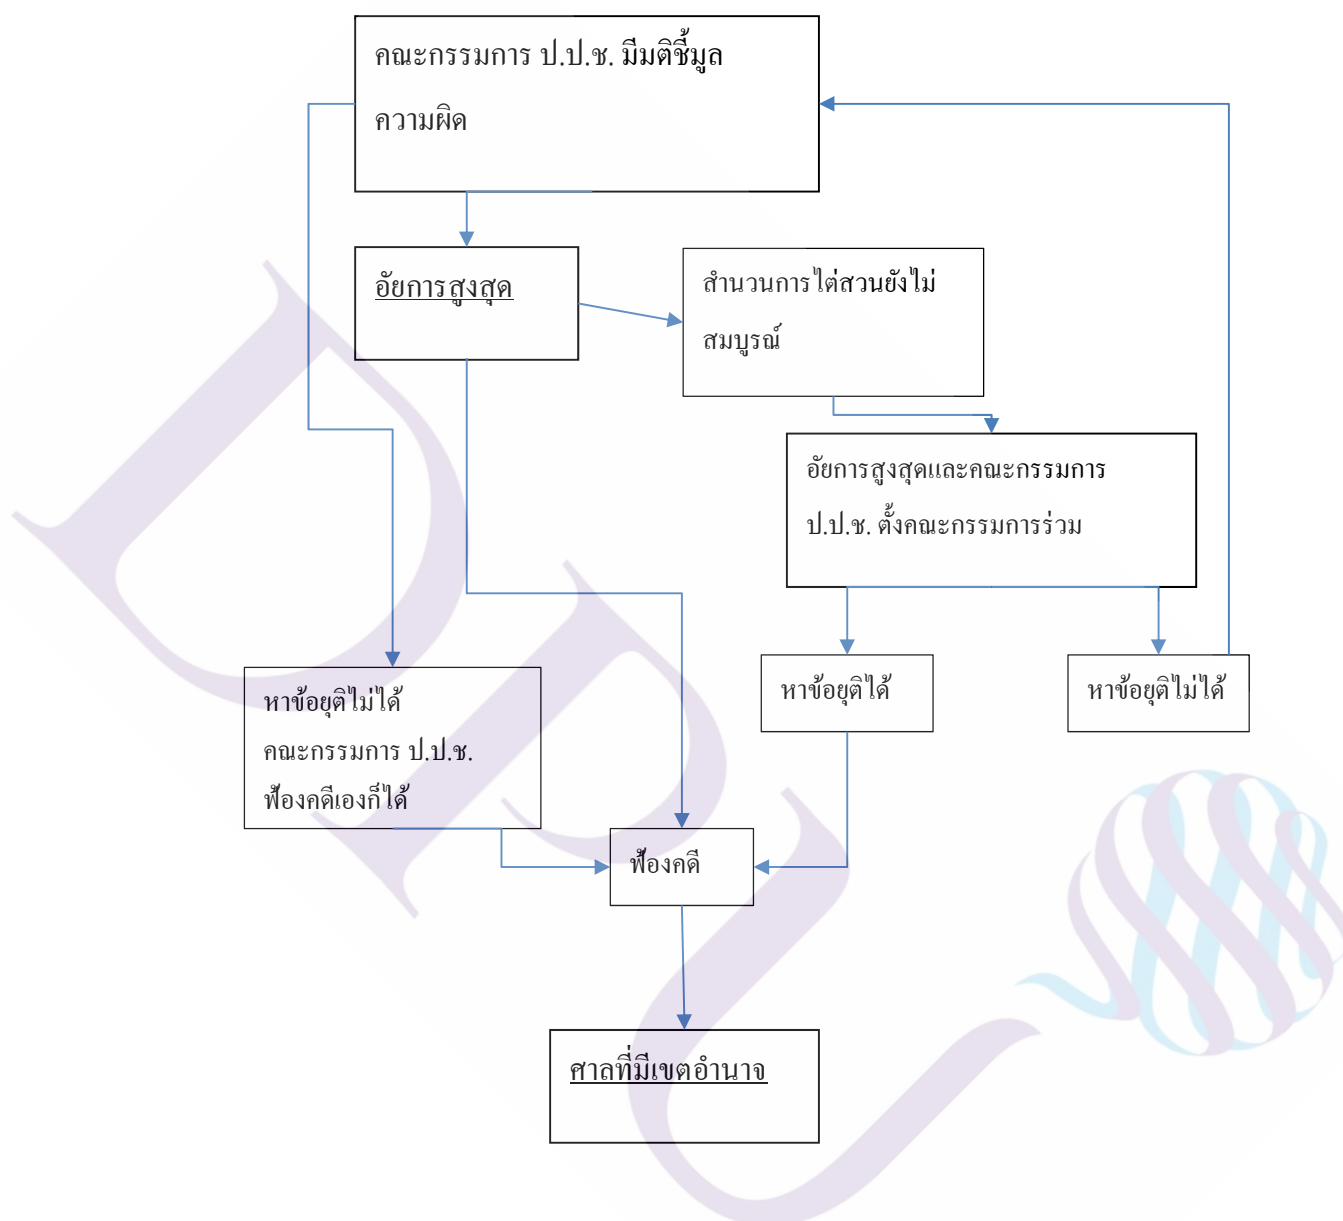 คณะกรรมการ ป.ป.ช. มีมติชี้มูล
ความผิด
อัยการสูงสุด
สำนวนการไต่สวนยังไม่
สมบูรณ์
อัยการสูงสุดและคณะกรรมการ
ป.ป.ช. ตั้งคณะกรรมการร่วม
หาข้อยุติไม่ได้
คณะกรรมการ ป.ป.ช.
ฟ้องคดีเองก็ได้
หาข้อยุติได้
หาข้อยุติไม่ได้
ฟ้องคดี
ศาลที่มีเขตอำนาจ
DPU